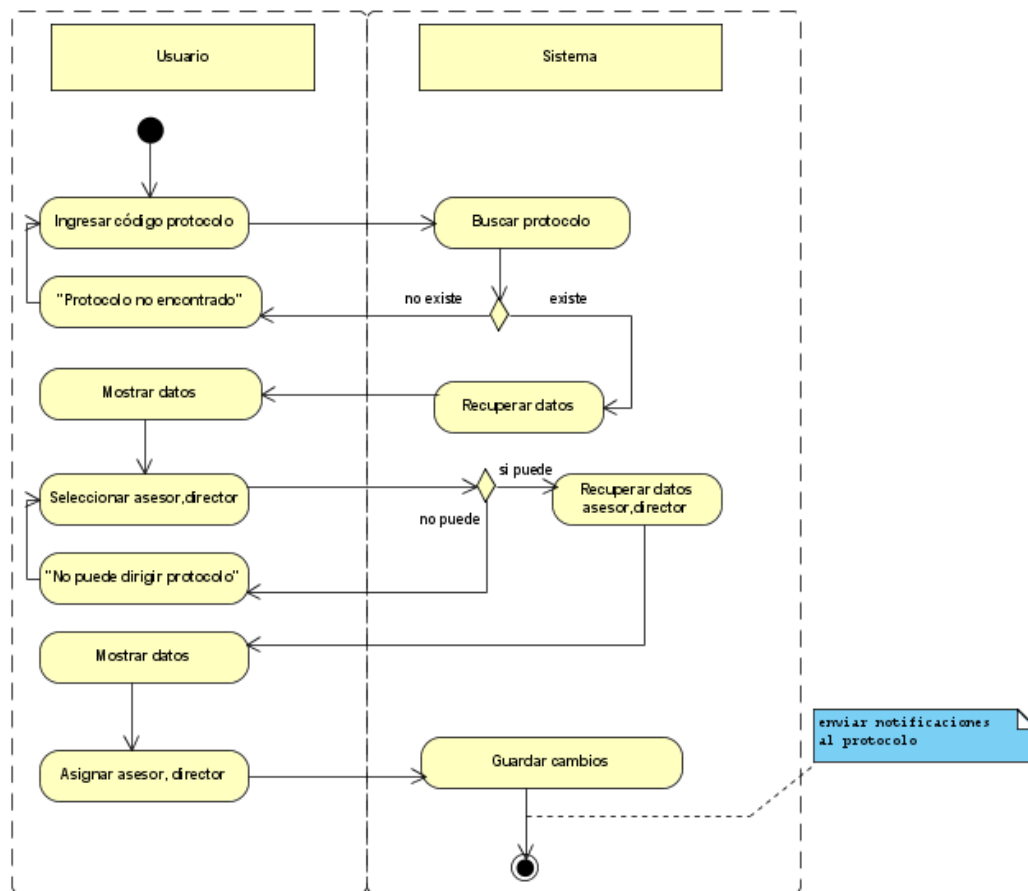 Usuario
Sistema
Ingresar código protocolo
Buscar protocolo
"Protocolo no encontrado"
no existe
existe
Mostrar datos
Recuperar datos
Seleccionar asesor,director
si puede
Recuperar datos
asesor,director
no puede
"No puede dirigir protocolo"
Mostrar datos
enviar notificaciones
al protocolo
Asignar asesor, director
Guardar cambios